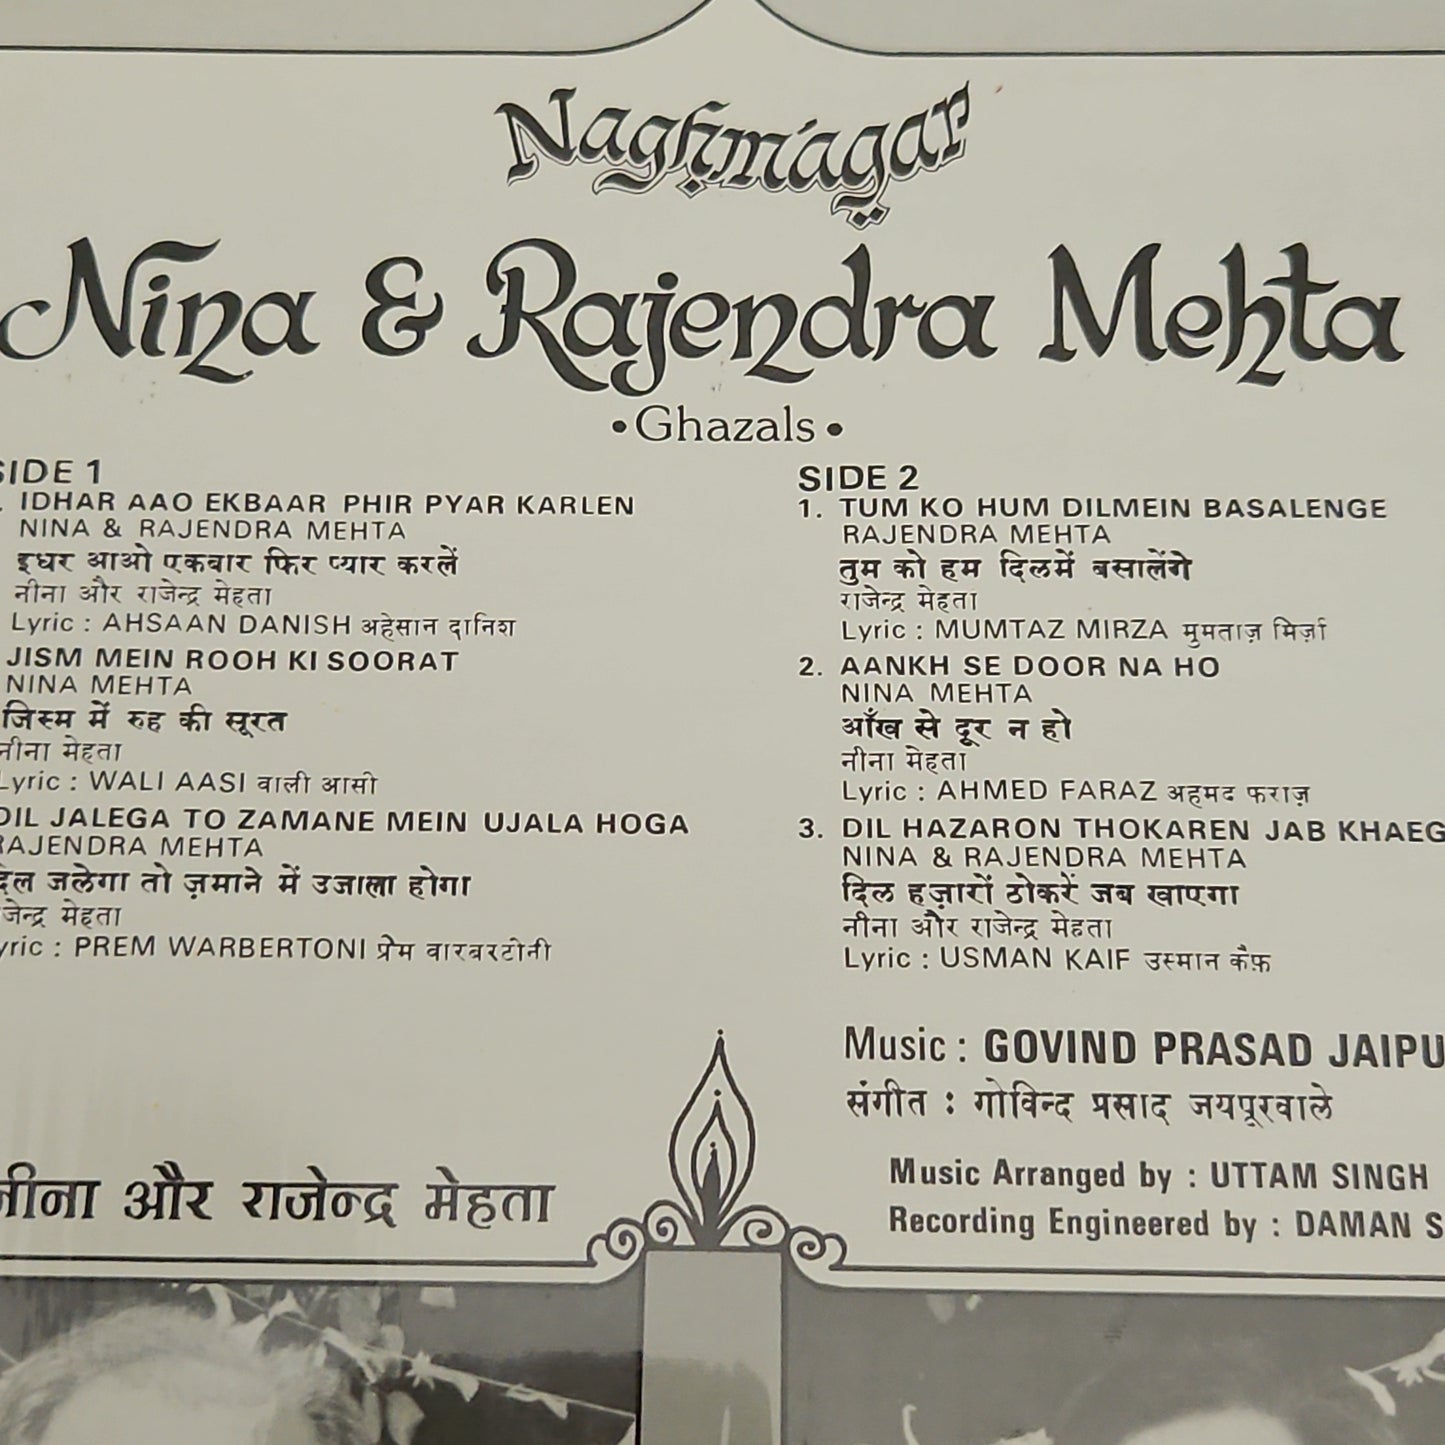 Naghmagar
Nina & Rajendra Mehta
•Ghazals•
SIDE 1
IDHAR AAO EKBAAR PHIR PYAR KARLEN
NINA & RAJENDRA MEHTA
इधर आओ एकबार फिर प्यार करलें
नीना और राजेन्द्र मेहता
Lyric : AHSAAN DANISH अहेसान दानिश
JISM MEIN ROOH KI SOORAT
NINA MEHTA
जिस्म में रुह की सूरत
नीना मेहता
Lyric : WALI AASI वाली आसी
DIL JALEGA TO ZAMANE MEIN UJALA HOGA
RAJENDRA MEHTA
दिल जलेगा तो ज़माने में उजाला होगा
जेन्द्र मेहता
yric : PREM WARBERTONI प्रेम वारबरटोनी
नीना और राजेन्द्र मेहता
SIDE 2
1. TUM KO HUM DILMEIN BASALENGE
RAJENDRA MEHTA
तुम को हम दिलमें बसालेंगे
राजेन्द्र मेहता
Lyric : MUMTAZ MIRZA मुमताज़ मिर्ज़ा
2. AANKH SE DOOR NA HO
NINA MEHTA
आँख से दूर न हो
नीना मेहता
Lyric : AHMED FARAZ अहमद फराज़
3. DIL HAZARON THOKAREN JAB KHAEG
NINA & RAJENDRA MEHTA
दिल हज़ारों ठोकरें जब खाएगा
नीना और राजेन्द्र मेहता
Lyric : USMAN KAIF उस्मान कैफ़
Music : GOVIND PRASAD JAIPU
संगीत : गोविन्द प्रसाद जयपूरवाले
Music Arranged by : UTTAM SINGH
Recording Engineered by : DAMAN S